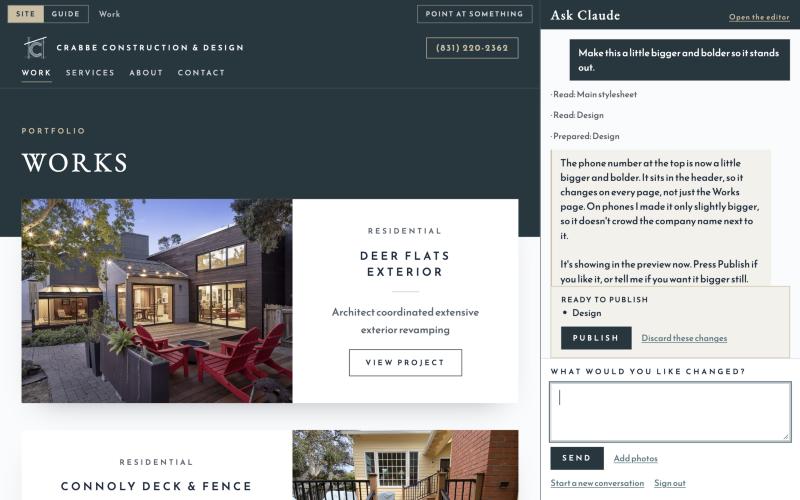 SITE
GUIDE
Work
POINT AT SOMETHING
CRABBE CONSTRUCTION & DESIGN
(831) 220-2362
WORK
SERVICES
ABOUT
CONTACT
PORTFOLIO
WORKS
RESIDENTIAL
DEER FLATS
EXTERIOR
Architect coordinated extensive
exterior revamping
VIEW PROJECT
RESIDENTIAL
CONNOLY DECK & FENCE
Ask Claude
Open the editor
Make this a little bigger and bolder so it stands
out.
· Read: Main stylesheet
· Read: Design
· Prepared: Design
The phone number at the top is now a little
bigger and bolder. It sits in the header, so it
changes on every page, not just the Works
page. On phones I made it only slightly bigger,
so it doesn't crowd the company name next to
it.
It's showing in the preview now. Press Publish if
you like it, or tell me if you want it bigger still.
READY TO PUBLISH
• Design
PUBLISH
Discard these changes
WHAT WOULD YOU LIKE CHANGED?
SEND
Add photos
Start a new conversation
Sign out